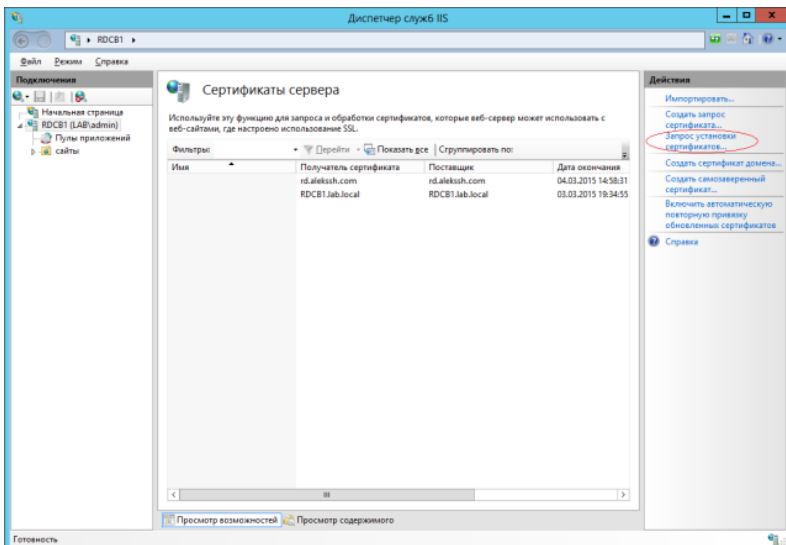 Диспетчер служб IIS
RDCB1
Файл Режим Справка
Подключения
Начальная страница
RDCB1 (LAB\admin)
Пулы приложений
сайты
Сертификаты сервера
Используйте эту функцию для запроса и обработки сертификатов, которые веб-сервер может использовать с
веб-сайтами, где настроено использование SSL.
Фильтры: Перейти Показать все Сгруппировать по:
Имя Получатель сертификата Поставщик Дата окончания
rd.alekssh.com rd.alekssh.com 04.03.2015 14:58:31
RDCB1.lab.local RDCB1.lab.local 03.03.2015 19:34:55
Просмотр возможностей Просмотр содержимого
Действия
Импортировать...
Создать запрос
сертификата...
Запрос установки
сертификатов...
Создать сертификат домена...
Создать самозаверенный
сертификат...
Включить автоматическую
повторную привязку
обновленных сертификатов
Справка
Готовность